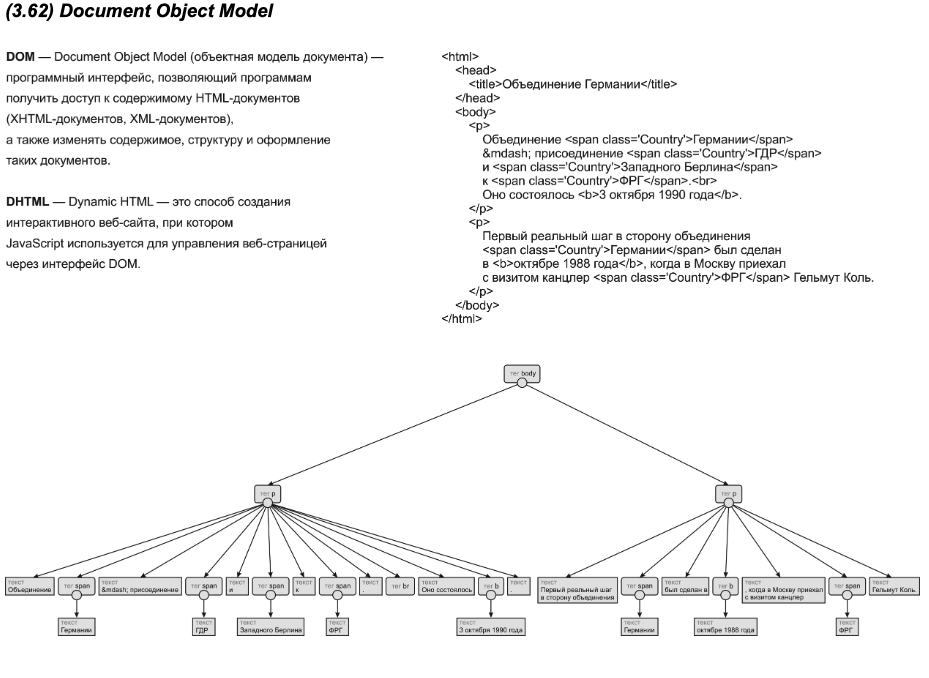 (3.62) Document Object Model
DOM — Document Object Model (объектная модель документа) —
программный интерфейс, позволяющий программам
получить доступ к содержимому HTML-документов
(XHTML-документов, XML-документов),
а также изменять содержимое, структуру и оформление
таких документов.
DHTML — Dynamic HTML — это способ создания
интерактивного веб-сайта, при котором
JavaScript используется для управления веб-страницей
через интерфейс DOM.
<html>
<head>
<title>Объединение Германии</title>
</head>
<body>
<p>
Объединение <span class='Country'>Германии</span>
&mdash; присоединение <span class='Country'>ГДР</span>
и <span class='Country'>Западного Берлина</span>
к <span class='Country'>ФРГ</span>.<br>
Оно состоялось <b>3 октября 1990 года</b>.
</p>
<p>
Первый реальный шаг в сторону объединения
<span class='Country'>Германии</span> был сделан
в <b>октябре 1988 года</b>, когда в Москву приехал
с визитом канцлер <span class='Country'>ФРГ</span> Гельмут Коль.
</p>
</body>
</html>
тег body
тег p
тег p
текст
Объединение
тег span
текст
&mdash; присоединение
тег span
текст
и
тег span
текст
к
тег span
текст
.
тег br
текст
Оно состоялось
тег b
текст
.
текст
Первый реальный шаг
в сторону объединения
тег span
текст
был сделан в
тег b
текст
, когда в Москву приехал
с визитом канцлер
тег span
текст
Гельмут Коль.
текст
Германии
текст
ГДР
текст
Западного Берлина
текст
ФРГ
текст
3 октября 1990 года
текст
Германии
текст
октябре 1988 года
текст
ФРГ